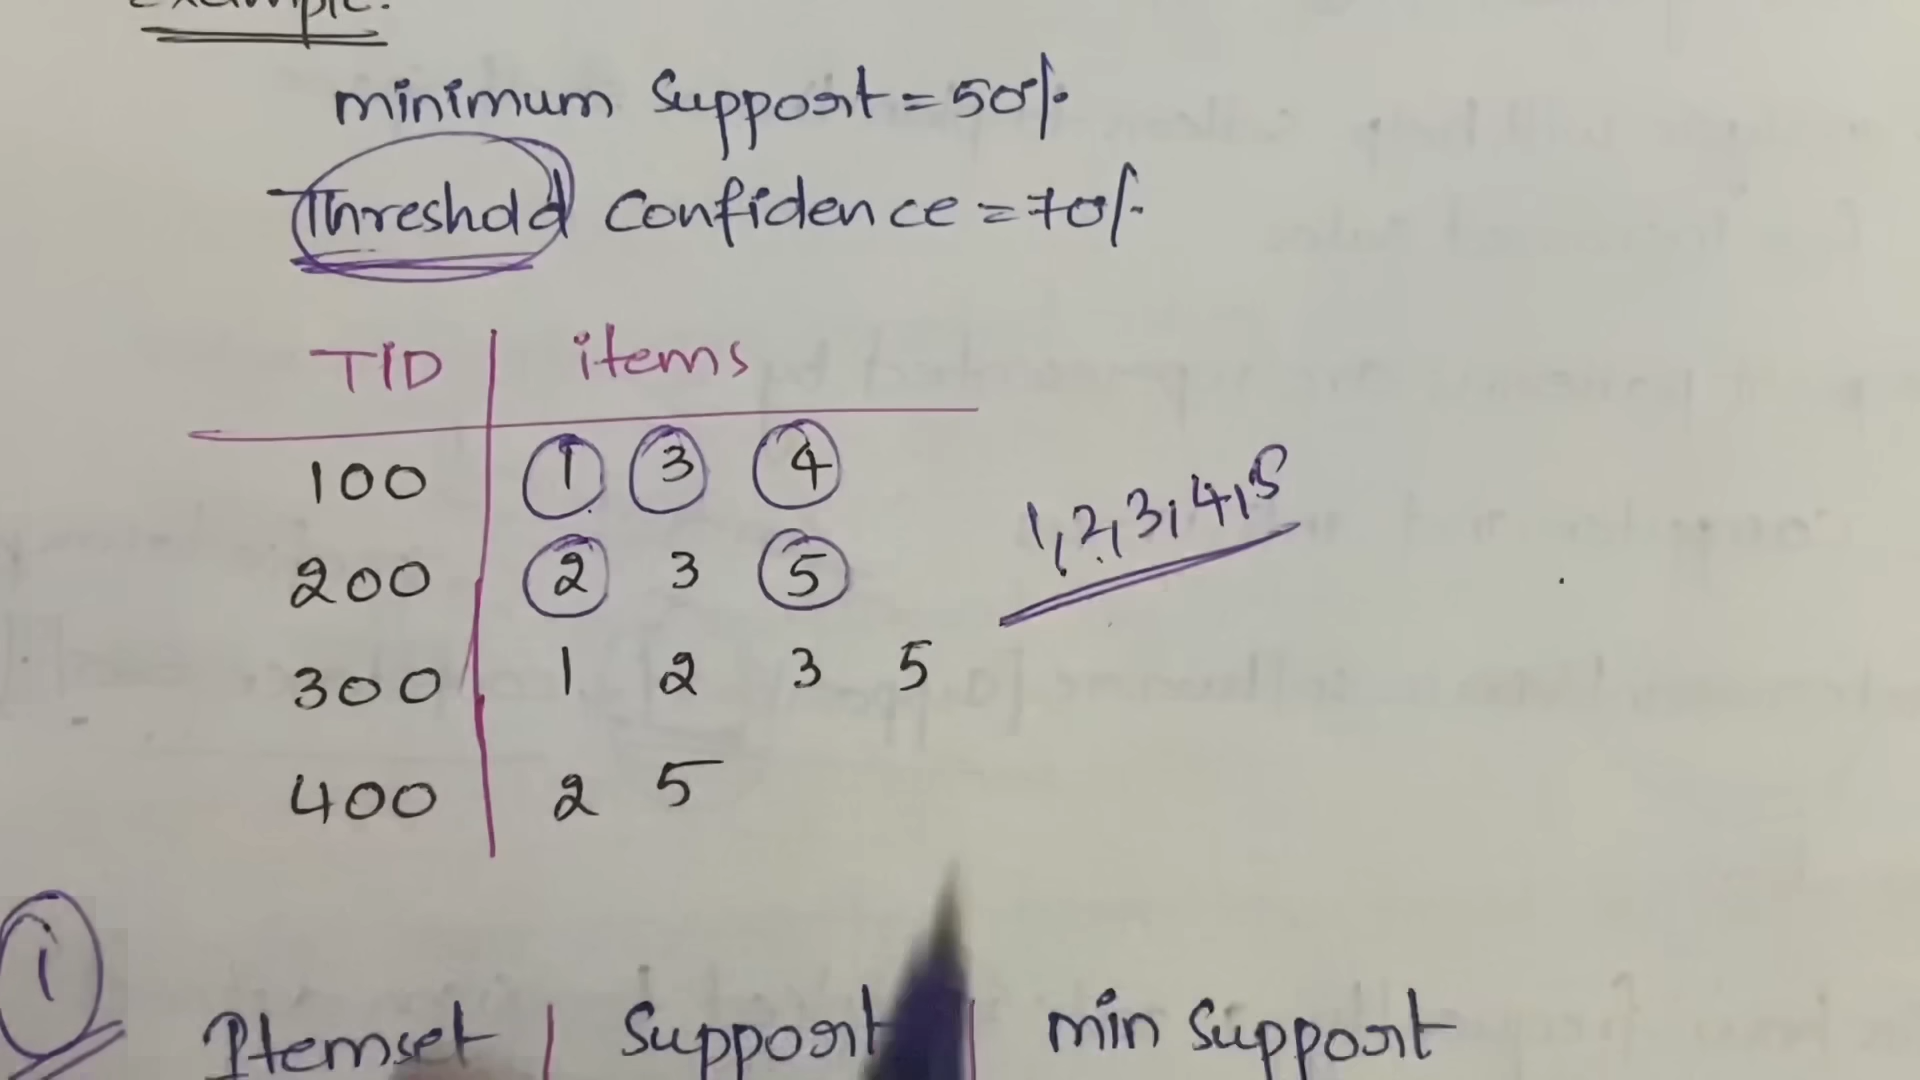 Example:
minimum Support = 50%
Threshold Confidence = 70%
TID items
100 1 3 4
200 2 3 5
1,2,3,4,5
300 1 2 3 5
400 2 5
1
Itemset Support min Support